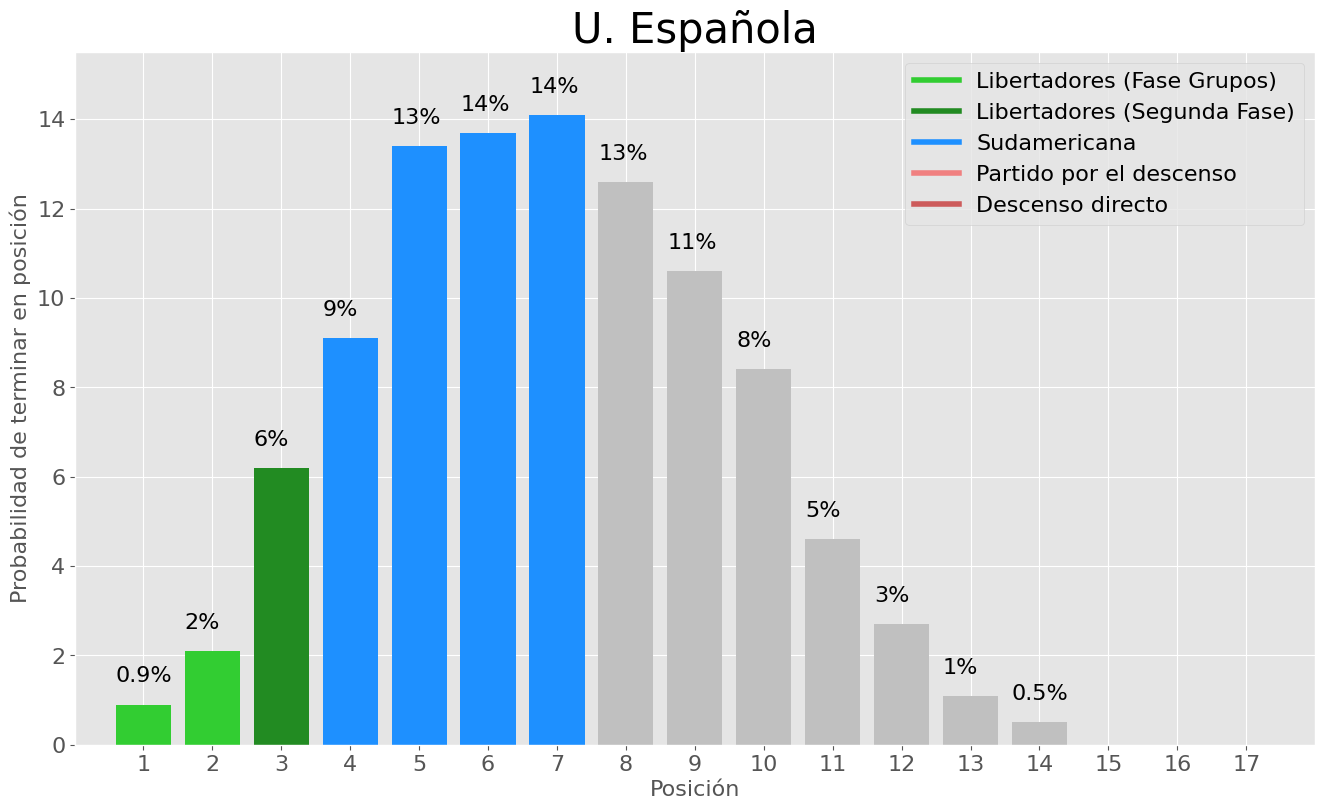 U. Española
Libertadores (Fase Grupos)
Libertadores (Segunda Fase)
Sudamericana
Partido por el descenso
Descenso directo
Probabilidad de terminar en posición
14
12
10
8
6
4
2
0
0.9%
2%
6%
9%
13%
14%
14%
13%
11%
8%
5%
3%
1%
0.5%
1 2 3 4 5 6 7 8 9 10 11 12 13 14 15 16 17
Posición